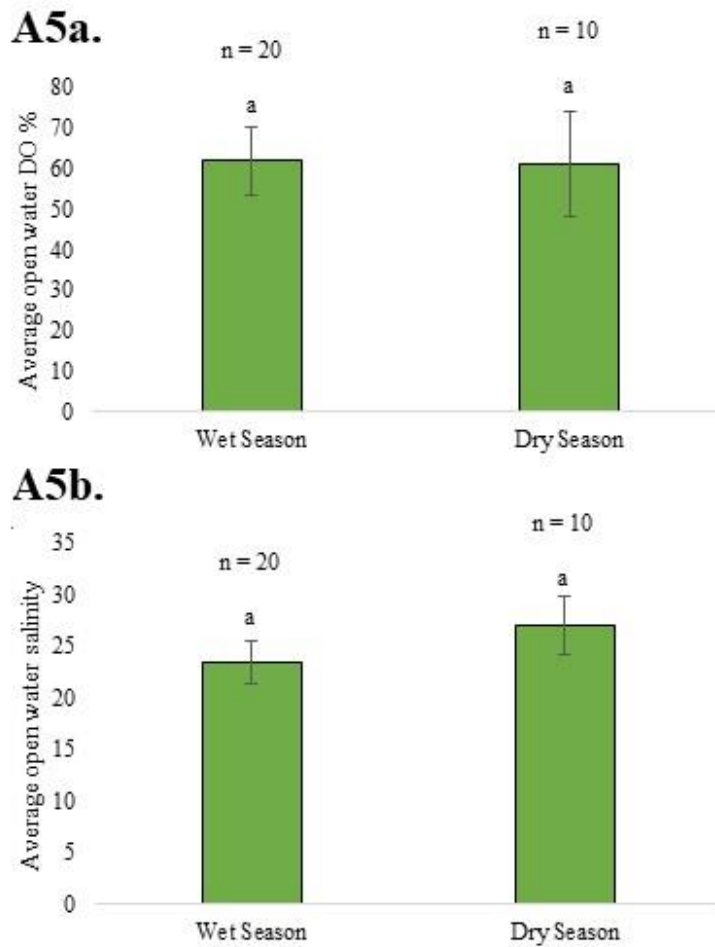 A5a.
n = 20
n = 10
Average open water DO %
80
70
60
50
40
30
20
10
0
a
a
Wet Season
Dry Season
A5b.
n = 20
n = 10
Average open water salinity
35
30
25
20
15
10
5
0
a
a
Wet Season
Dry Season